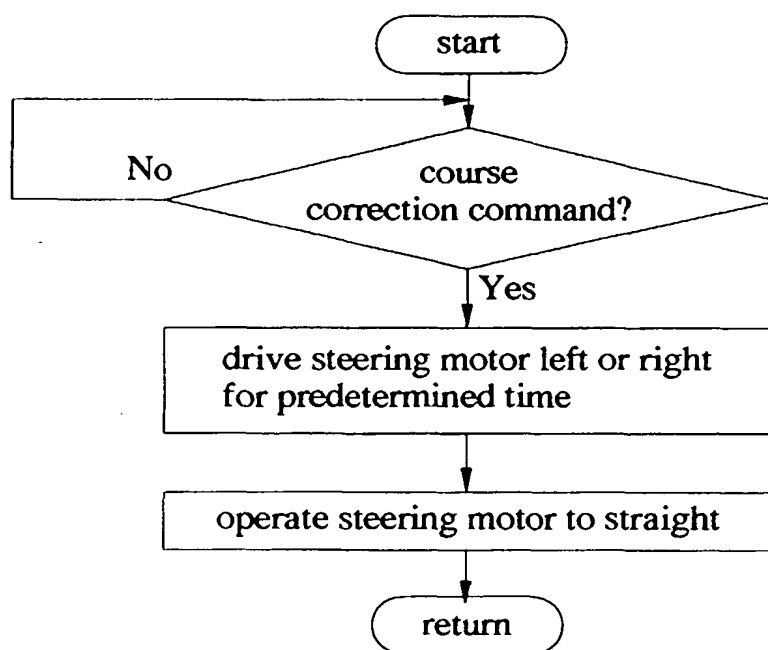 start
No
course
correction command?
Yes
drive steering motor left or right
for predetermined time
operate steering motor to straight
return